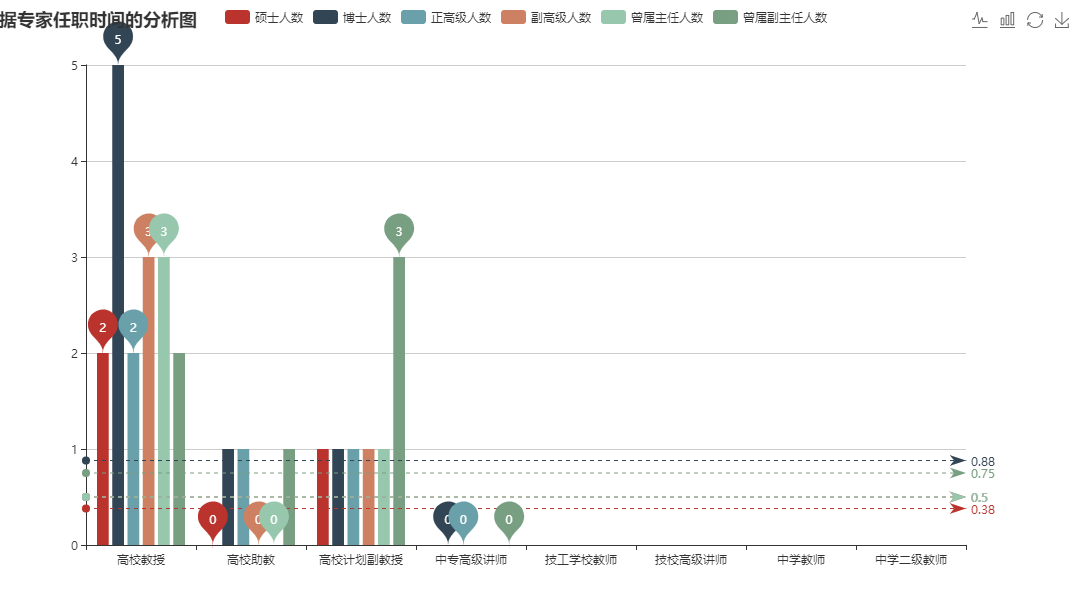 据专家任职时间的分析图
硕士人数 博士人数 正高级人数 副高级人数 曾属主任人数 曾属副主任人数
5
5
4
3 3 3
3
2 2
2
1
0.88
0.75
0.5
0.38
0 0 0 0 0 0
0
高校教授 高校助教 高校计划副教授 中专高级讲师 技工学校教师 技校高级讲师 中学教师 中学二级教师